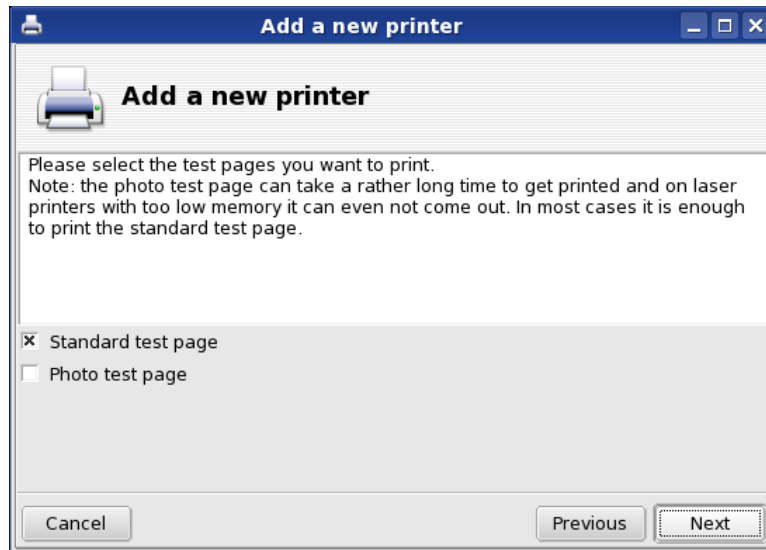 Add a new printer
Add a new printer
Please select the test pages you want to print.
Note: the photo test page can take a rather long time to get printed and on laser
printers with too low memory it can even not come out. In most cases it is enough
to print the standard test page.
Standard test page
Photo test page
Cancel
Previous
Next